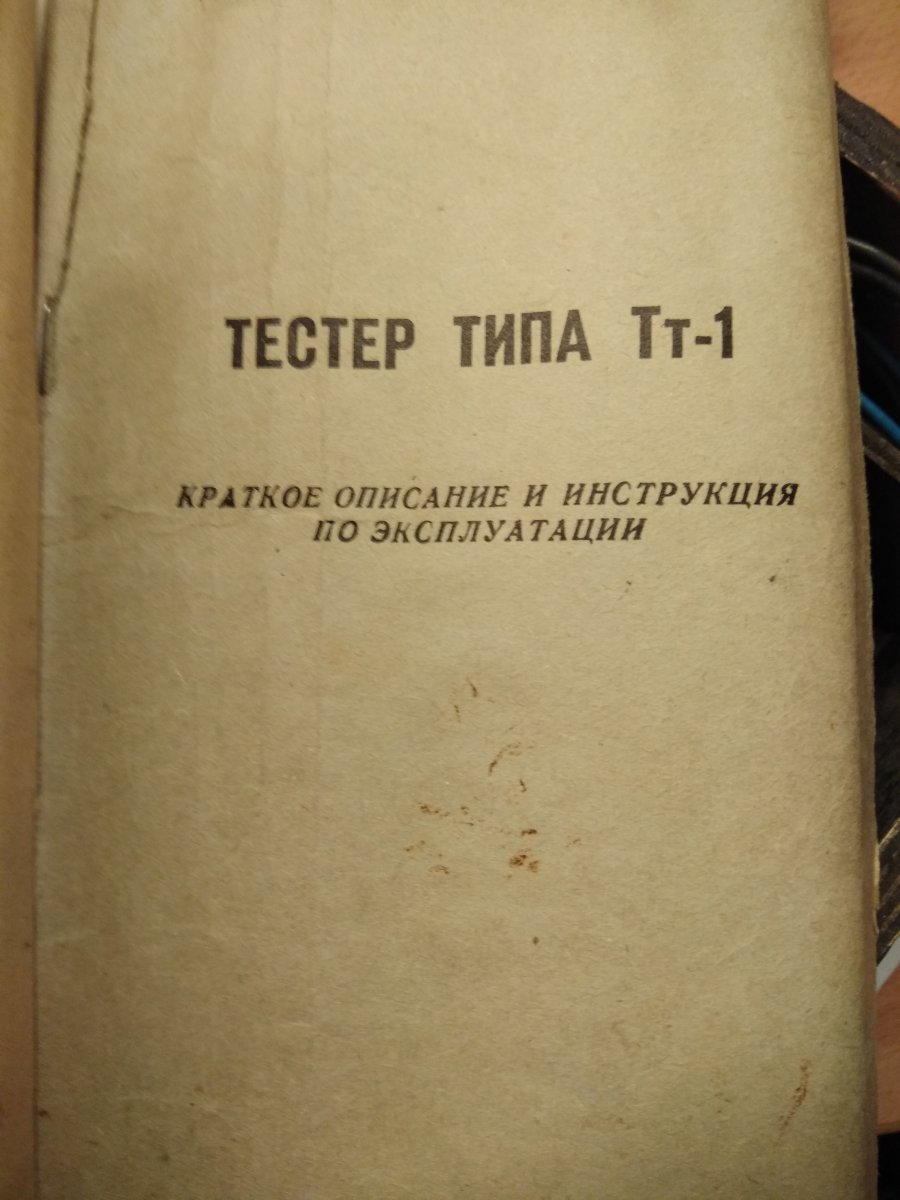 ТЕСТЕР ТИПА Тт-1
КРАТКОЕ ОПИСАНИЕ И ИНСТРУКЦИЯ
ПО ЭКСПЛУАТАЦИИ